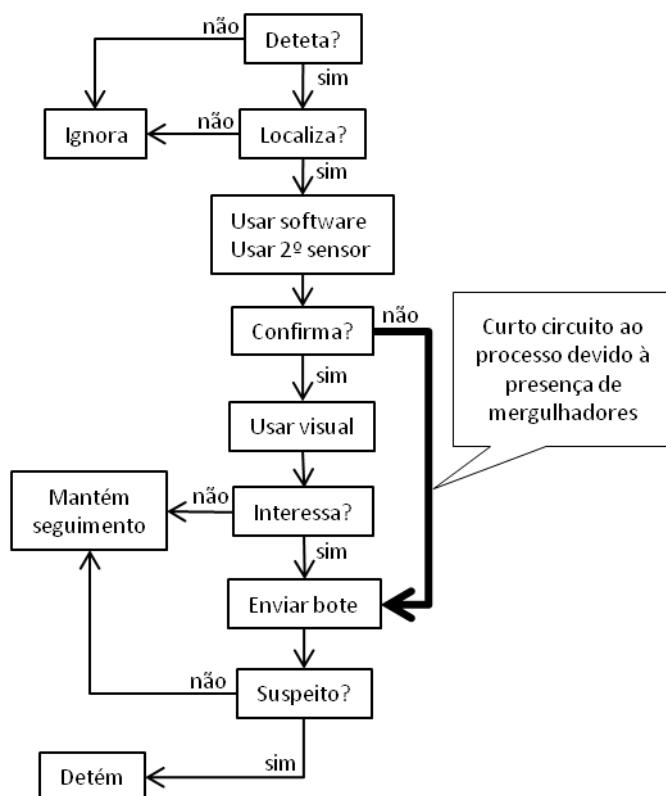 não
Deteta?
sim
Ignora
não
Localiza?
sim
Usar software
Usar 2º sensor
Confirma?
não
Curto circuito ao
processo devido à
presença de
mergulhadores
sim
Usar visual
Mantém
seguimento
não
Interessa?
sim
Enviar bote
não
Suspeito?
sim
Detém